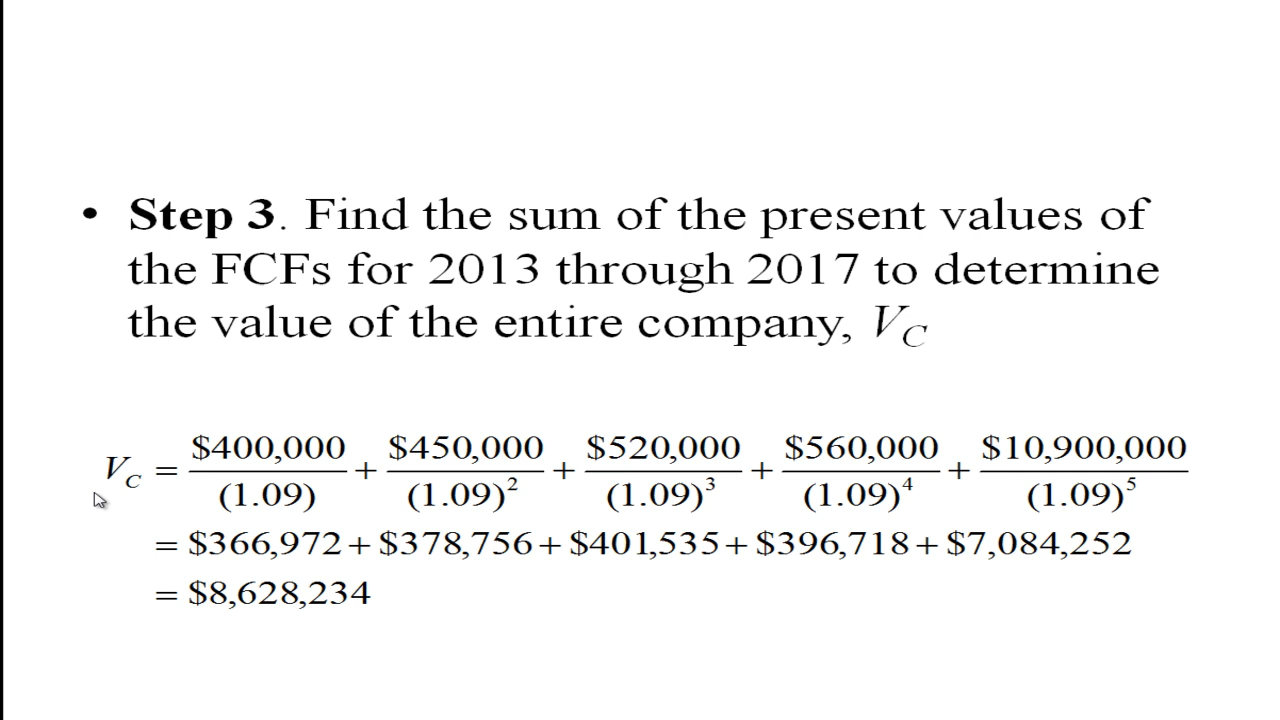 • Step 3. Find the sum of the present values of
the FCFs for 2013 through 2017 to determine
the value of the entire company, V_C
V_C = $400,000/(1.09) + $450,000/(1.09)² + $520,000/(1.09)³ + $560,000/(1.09)⁴ + $10,900,000/(1.09)⁵
= $366,972 + $378,756 + $401,535 + $396,718 + $7,084,252
= $8,628,234